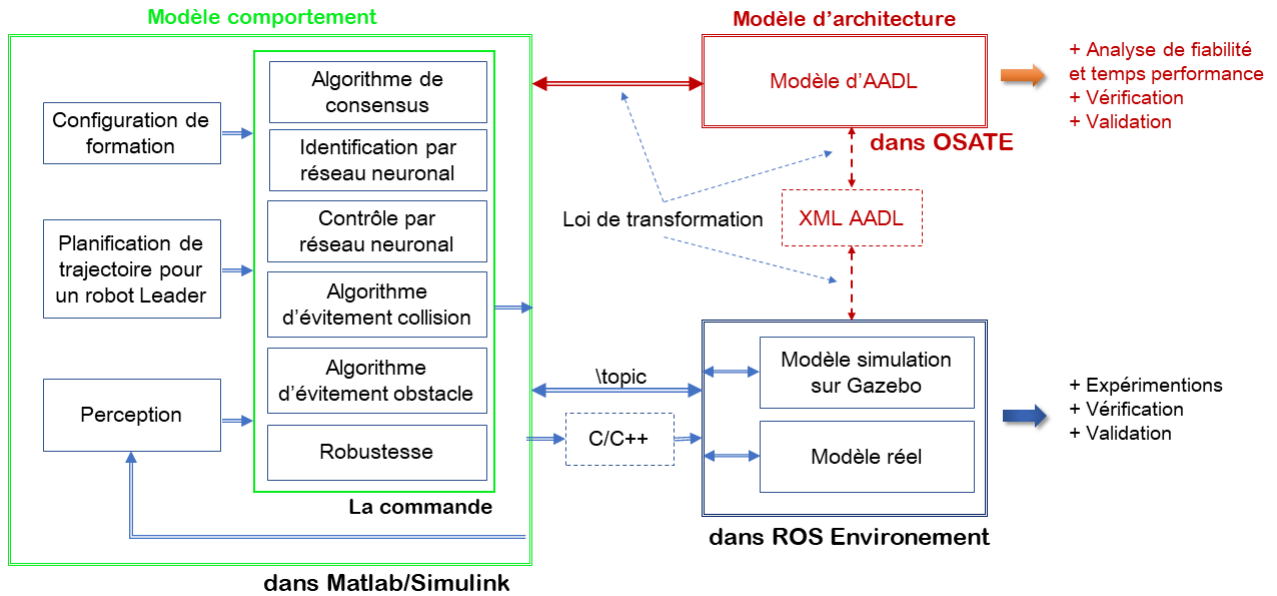 Modèle comportement
Configuration de
formation
Planification de
trajectoire pour
un robot Leader
Perception
Algorithme de
consensus
Identification par
réseau neuronal
Contrôle par
réseau neuronal
Algorithme
d'évitement collision
Algorithme
d'évitement obstacle
Robustesse
La commande
dans Matlab/Simulink
Modèle d'architecture
Modèle d'AADL
dans OSATE
+ Analyse de fiabilité
et temps performance
+ Vérification
+ Validation
Loi de transformation
XML AADL
\topic
C/C++
Modèle simulation
sur Gazebo
Modèle réel
dans ROS Environement
+ Expérimentions
+ Vérification
+ Validation